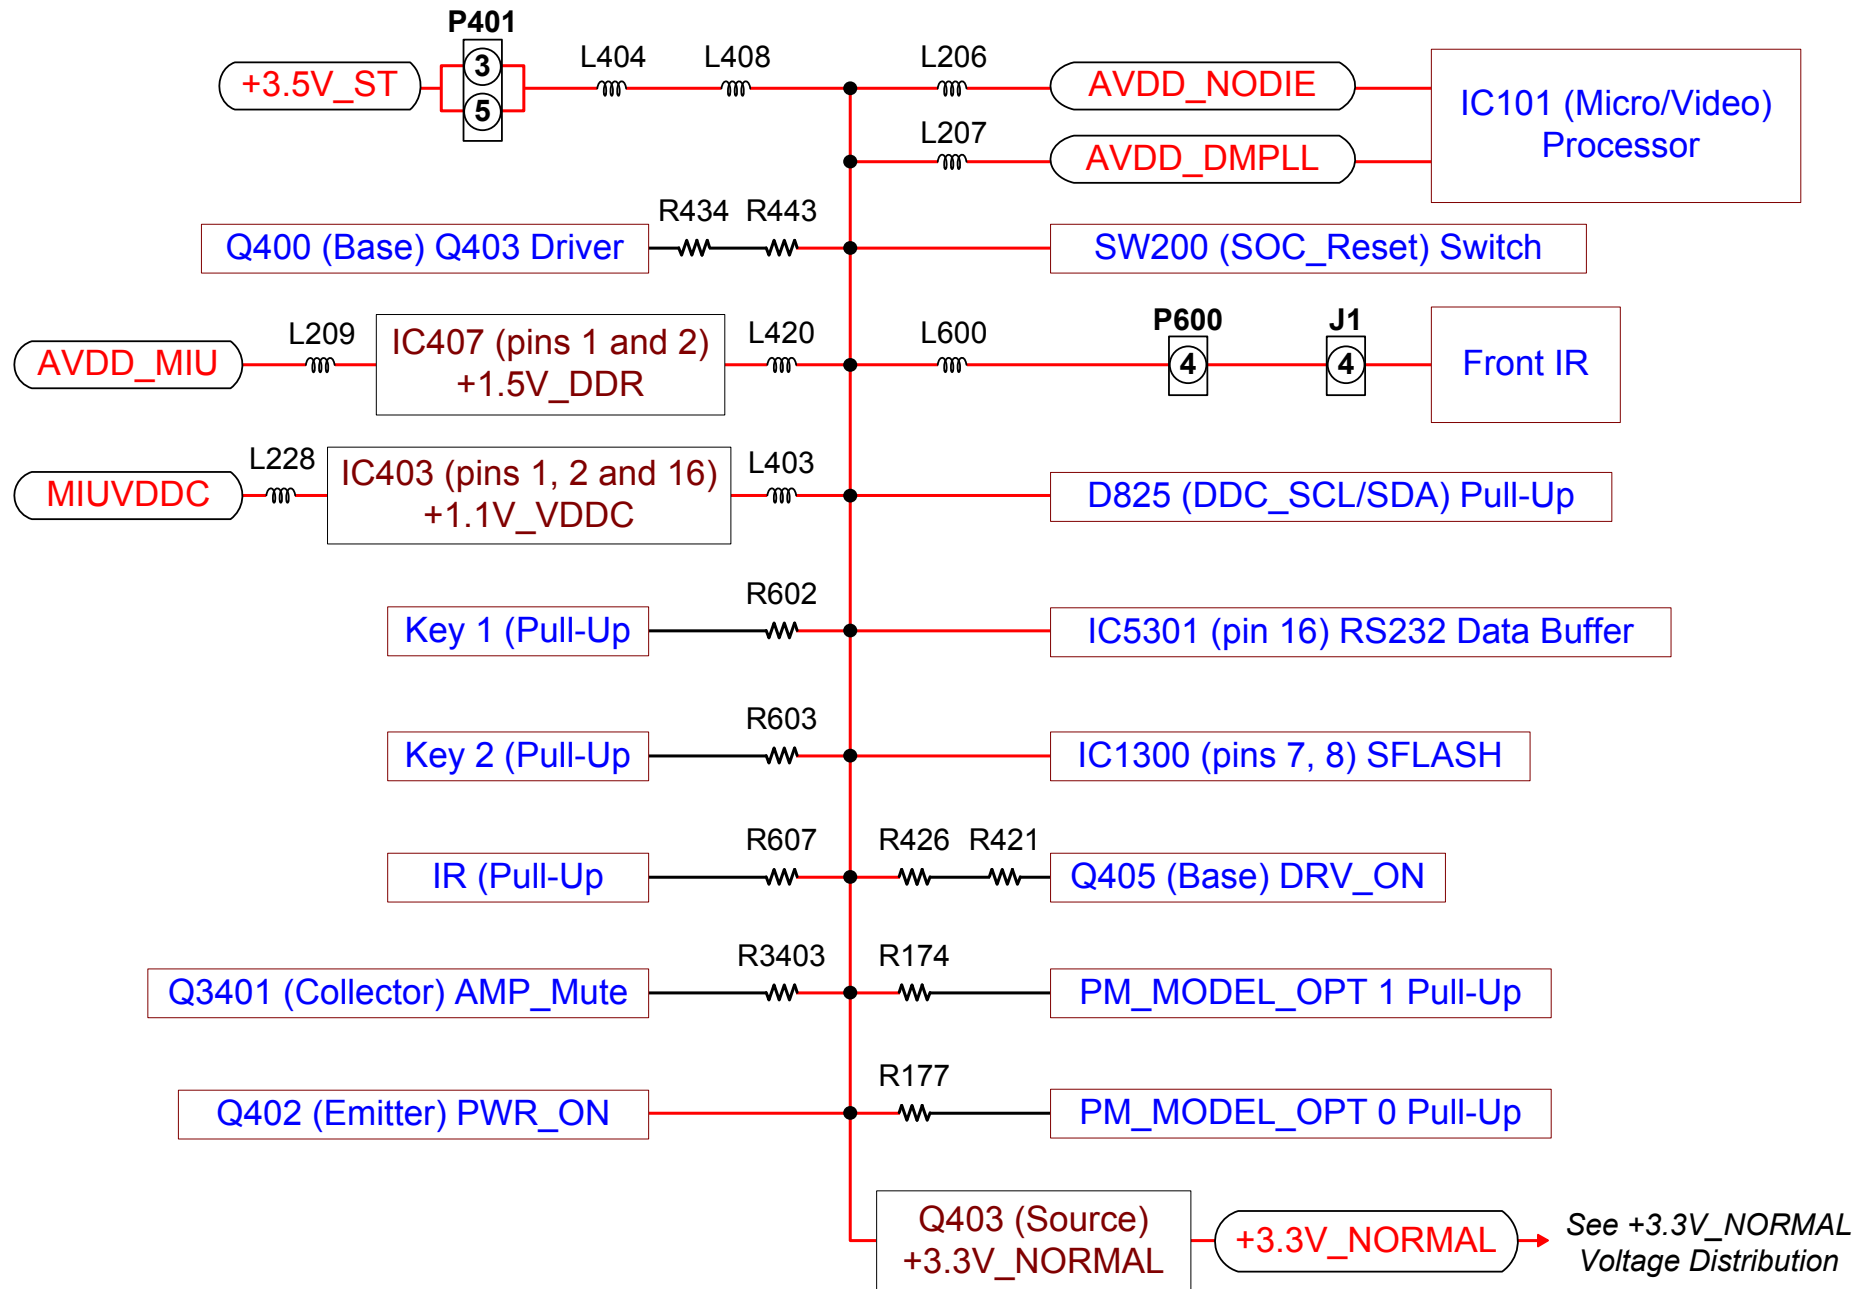 P401
L404
L408
L206
+3.5V_ST
3
5
AVDD_NODIE
IC101 (Micro/Video)
Processor
L207
AVDD_DMPLL
R434
R443
Q400 (Base) Q403 Driver
SW200 (SOC_Reset) Switch
L209
IC407 (pins 1 and 2)
+1.5V_DDR
L420
L600
P600
J1
AVDD_MIU
4
4
Front IR
L228
IC403 (pins 1, 2 and 16)
+1.1V_VDDC
L403
MIUVDDC
D825 (DDC_SCL/SDA) Pull-Up
R602
Key 1 (Pull-Up
IC5301 (pin 16) RS232 Data Buffer
R603
Key 2 (Pull-Up
IC1300 (pins 7, 8) SFLASH
R607
R426
R421
IR (Pull-Up
Q405 (Base) DRV_ON
R3403
R174
Q3401 (Collector) AMP_Mute
PM_MODEL_OPT 1 Pull-Up
R177
Q402 (Emitter) PWR_ON
PM_MODEL_OPT 0 Pull-Up
Q403 (Source)
+3.3V_NORMAL
+3.3V_NORMAL
See +3.3V_NORMAL
Voltage Distribution